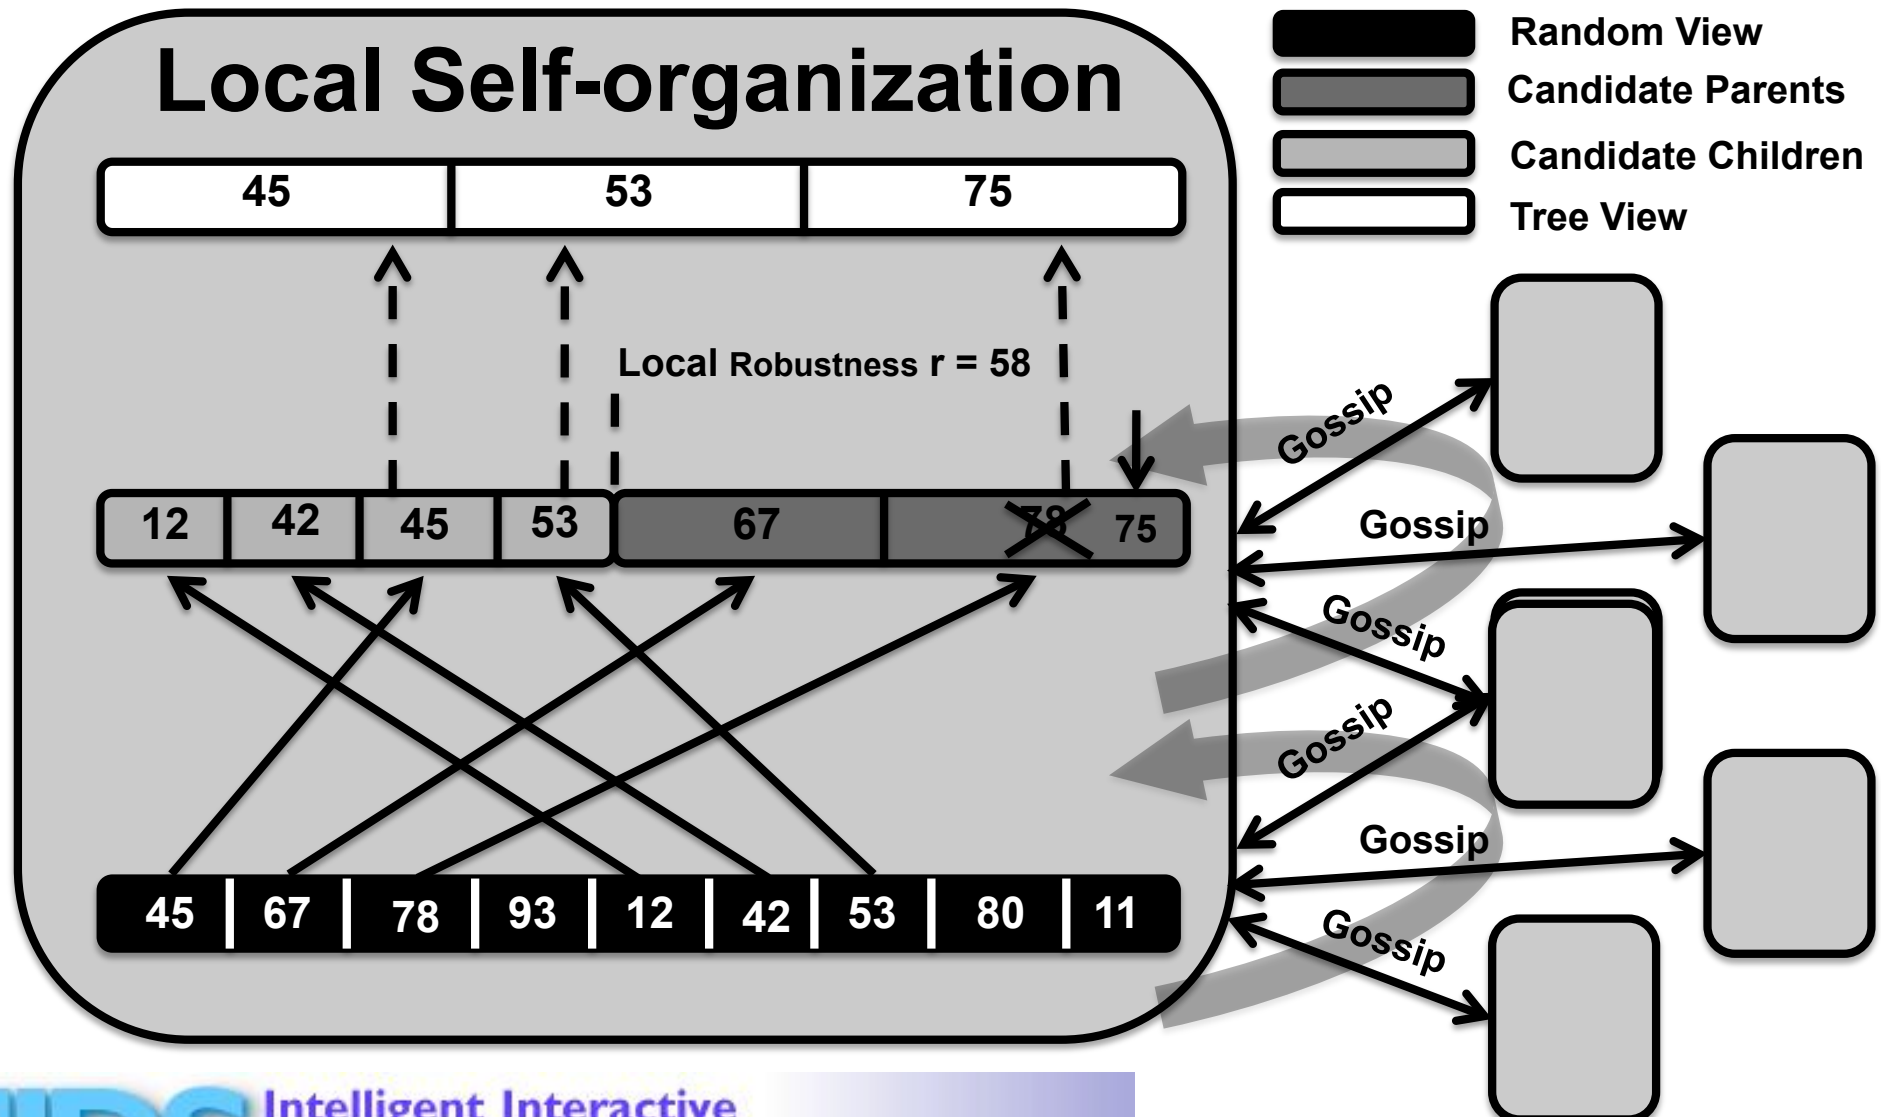 Local Self-organization
Random View
Candidate Parents
Candidate Children
Tree View
45 53 75
Local Robustness r = 58
12 42 45 53 67 78 75
45 67 78 93 12 42 53 80 11
Gossip
Gossip
Gossip
Gossip
Gossip
Gossip
Intelligent Interactive